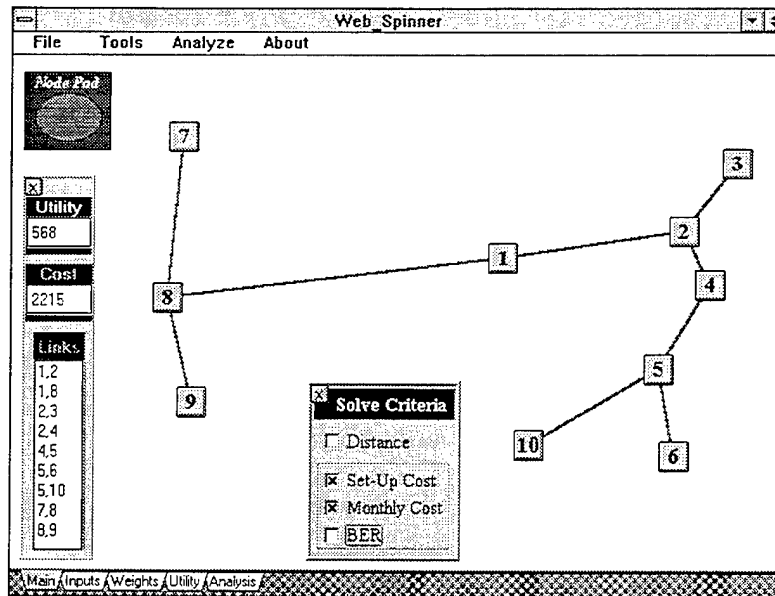 Web_Spinner
File Tools Analyze About
Node Pad
7
3
2
1
4
8
5
9
10
6
x
Utility
568
Cost
2215
Links
1,2
1,8
2,3
2,4
4,5
5,6
5,10
7,8
8,9
x
Solve Criteria
Distance
x Set-Up Cost
x Monthly Cost
BER
Main Inputs Weights Utility Analysis